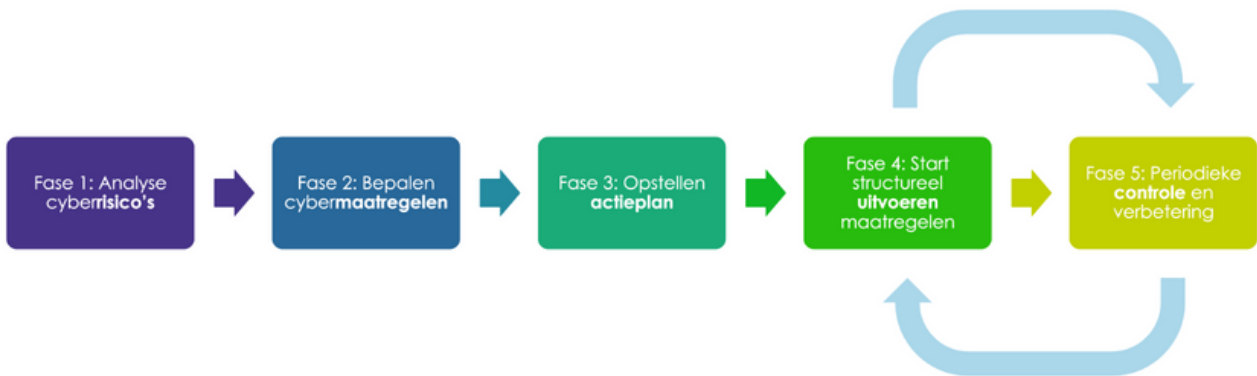 Fase 1: Analyse
cyberrisico's
Fase 2: Bepalen
cybermaatregelen
Fase 3: Opstellen
actieplan
Fase 4: Start
structureel
uitvoeren
maatregelen
Fase 5: Periodieke
controle en
verbetering